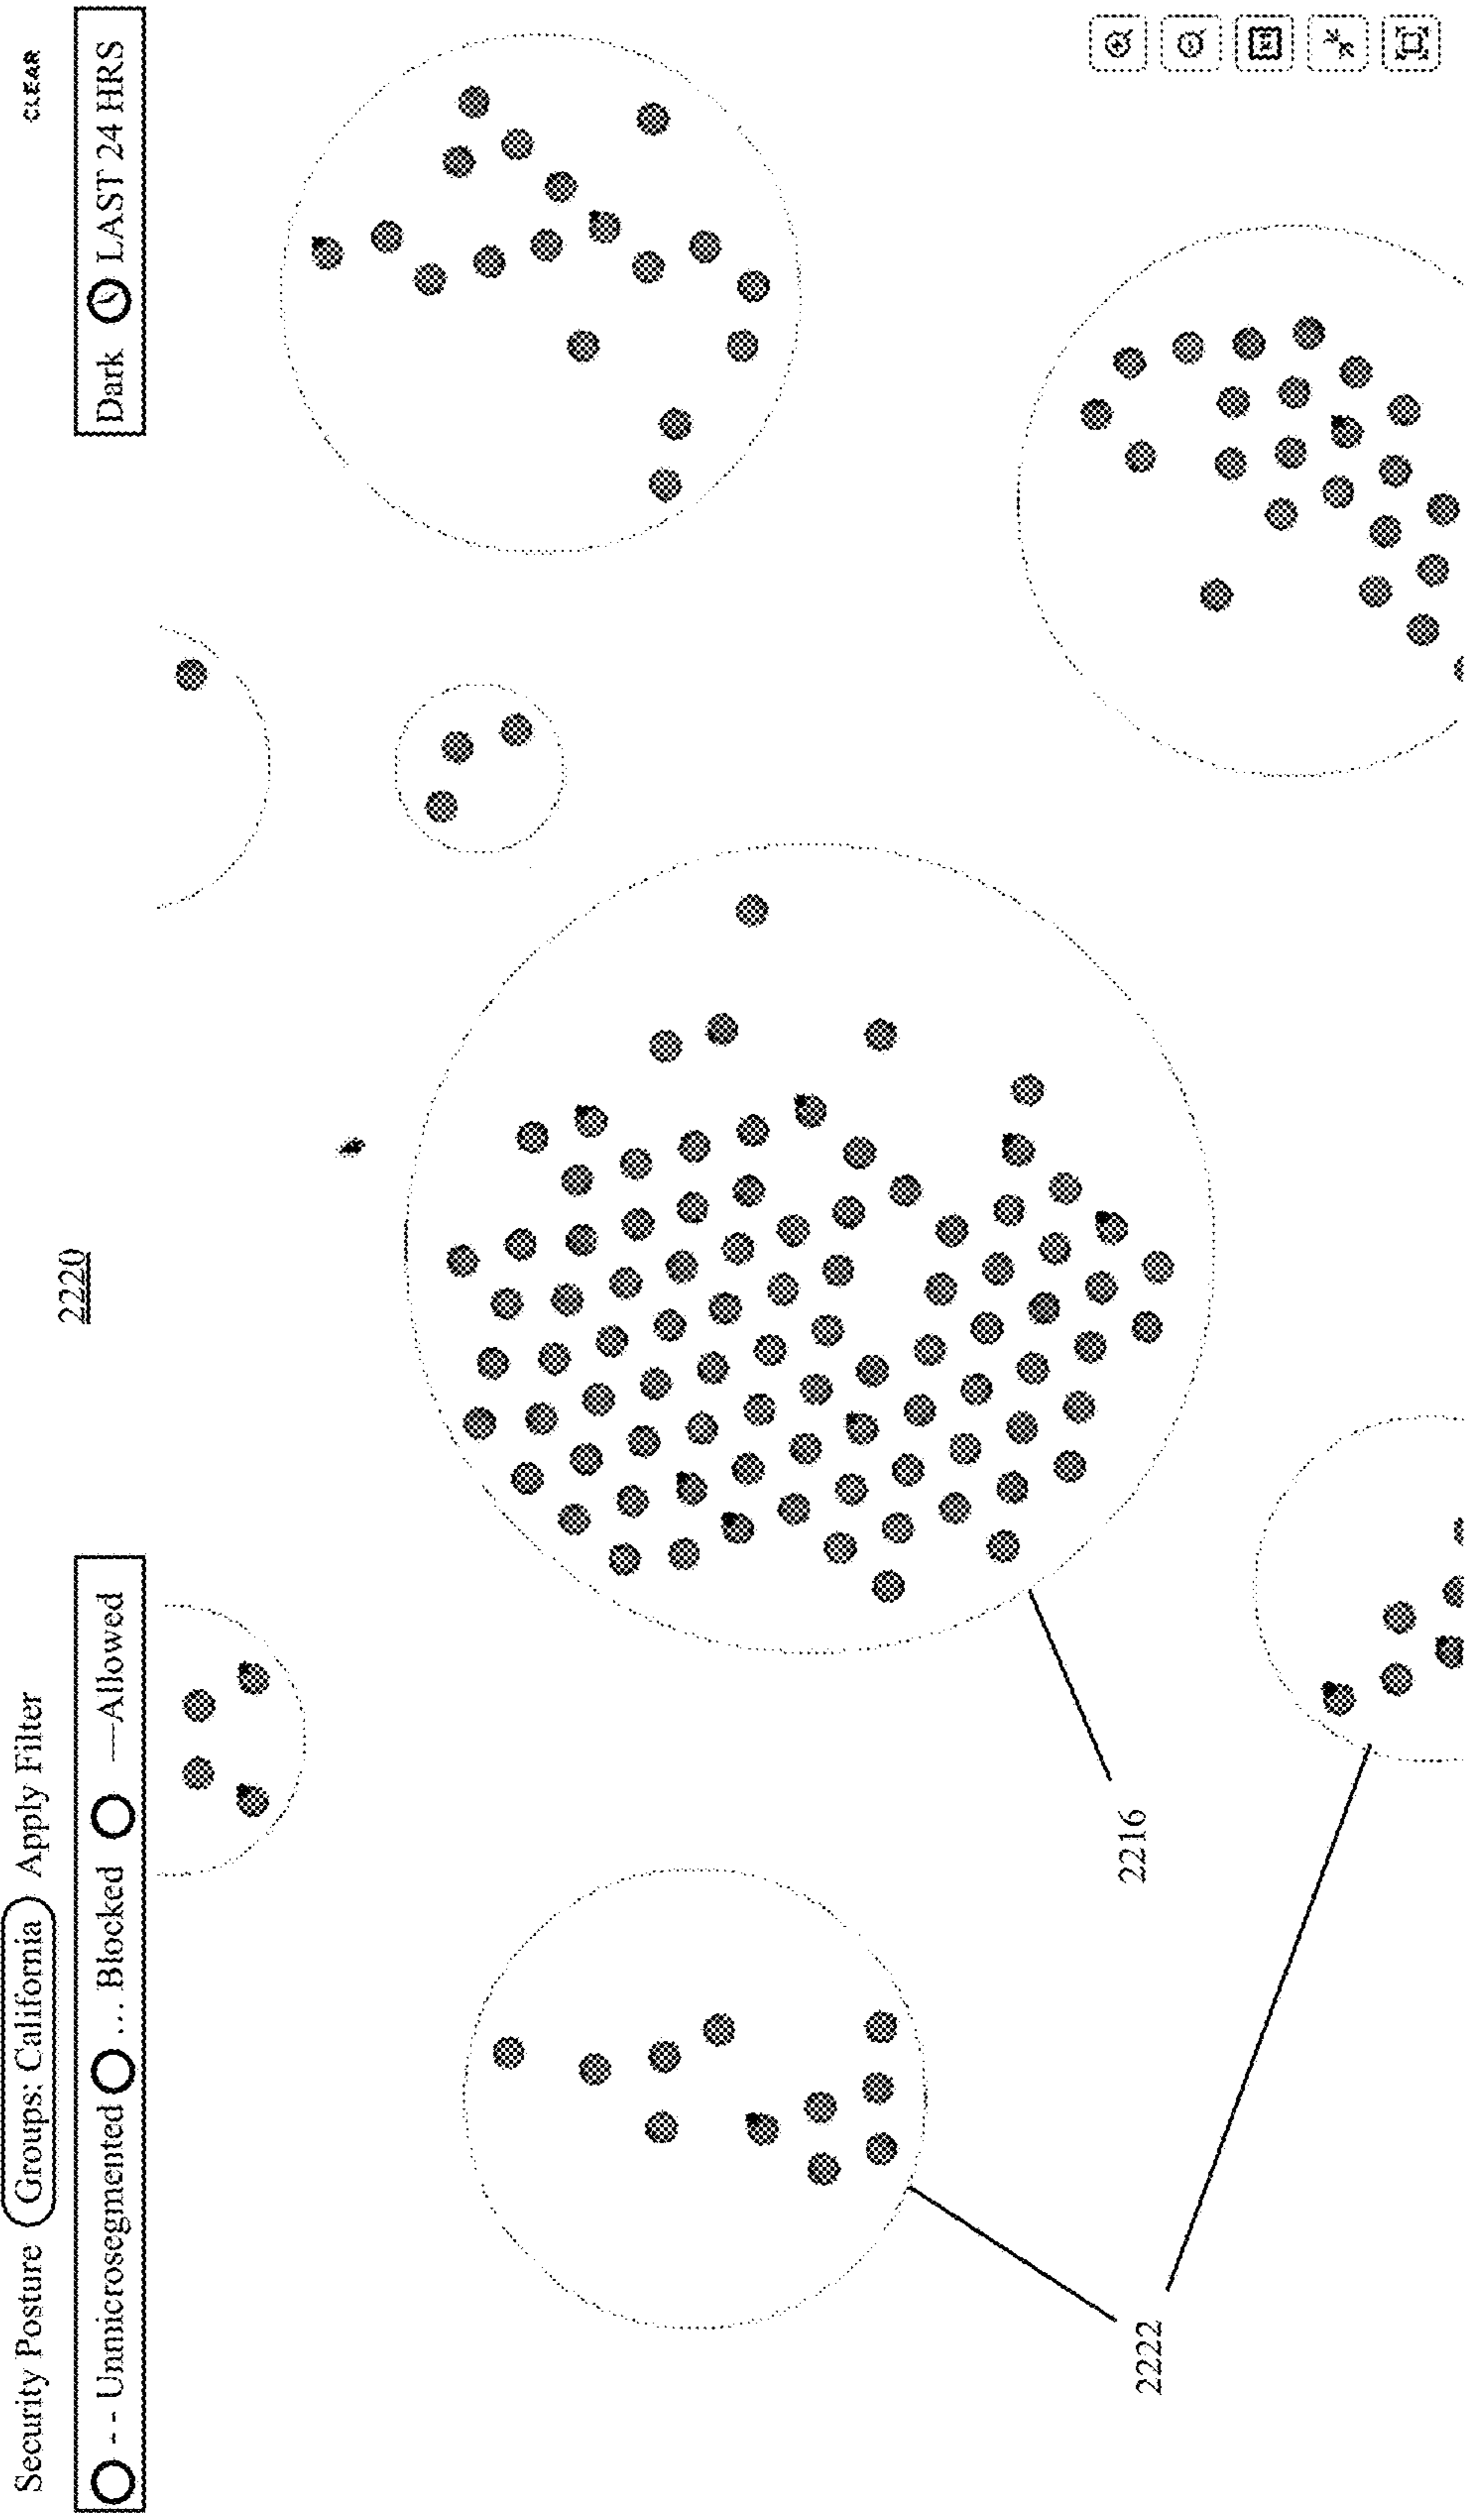 Security Posture Groups: California Apply Filter
CLEAR
- - Unmicrosegmented ... Blocked —Allowed
Dark LAST 24 HRS
2220
2222
2216